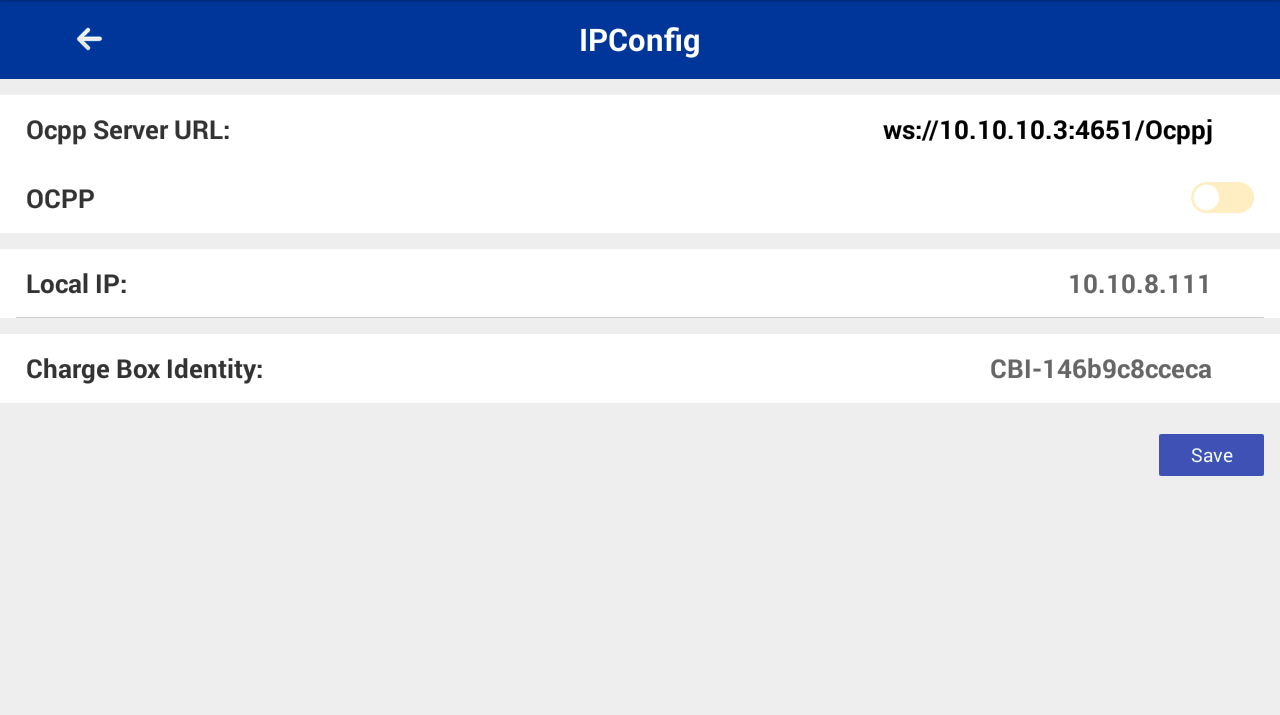 IPConfig
Ocpp Server URL: ws://10.10.10.3:4651/Ocppj
OCPP
Local IP: 10.10.8.111
Charge Box Identity: CBI-146b9c8cceca
Save